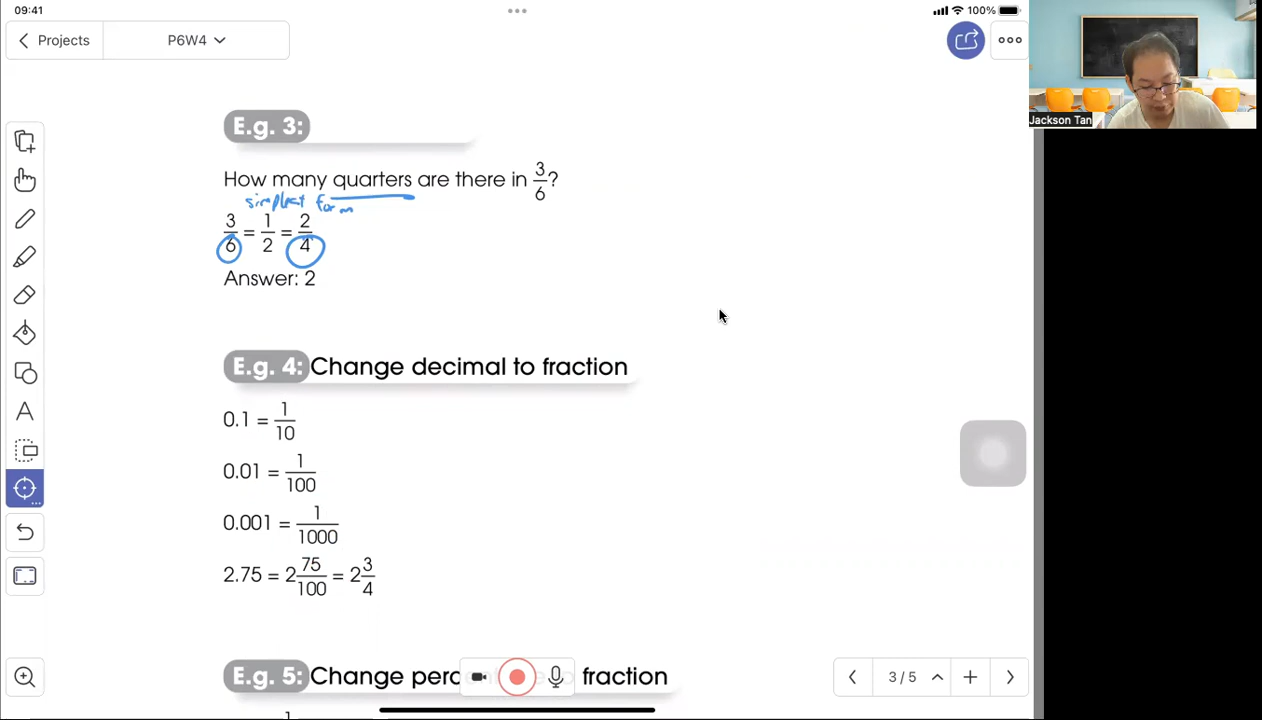 09:41
100%
Projects
P6W4
Jackson Tan
E.g. 3:
How many quarters are there in 3/6?
simplest form
3/6 = 1/2 = 2/4
Answer: 2
E.g. 4: Change decimal to fraction
0.1 = 1/10
0.01 = 1/100
0.001 = 1/1000
2.75 = 2 75/100 = 2 3/4
E.g. 5: Change perc fraction
3 / 5